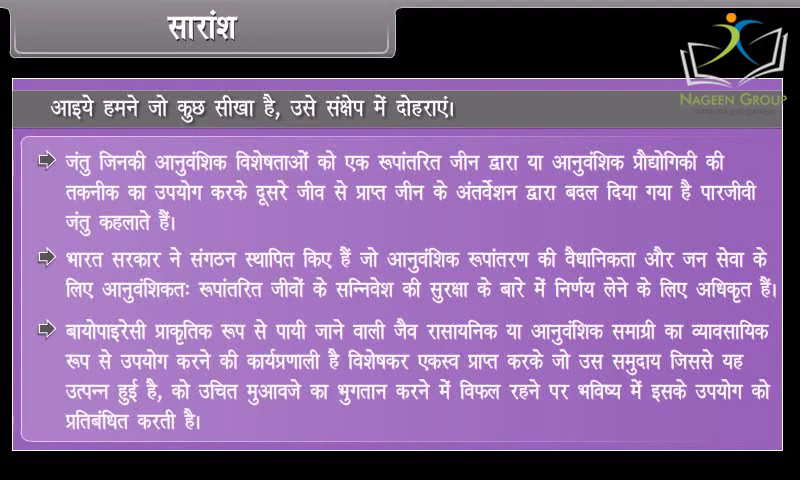 सारांश
NAGEEN GROUP
आइये हमने जो कुछ सीखा है, उसे संक्षेप में दोहराएं।
जंतु जिनकी आनुवंशिक विशेषताओं को एक रूपांतरित जीन द्वारा या आनुवंशिक प्रौद्योगिकी की
तकनीक का उपयोग करके दूसरे जीव से प्राप्त जीन के अंतर्वेशन द्वारा बदल दिया गया है पारजीवी
जंतु कहलाते हैं।
भारत सरकार ने संगठन स्थापित किए हैं जो आनुवंशिक रूपांतरण की वैधानिकता और जन सेवा के
लिए आनुवंशिकतः रूपांतरित जीवों के सन्निवेश की सुरक्षा के बारे में निर्णय लेने के लिए अधिकृत हैं।
बायोपाइरेसी प्राकृतिक रूप से पायी जाने वाली जैव रासायनिक या आनुवंशिक समाग्री का व्यावसायिक
रूप से उपयोग करने की कार्यप्रणाली है विशेषकर एकस्व प्राप्त करके जो उस समुदाय जिससे यह
उत्पन्न हुई है, को उचित मुआवजे का भुगतान करने में विफल रहने पर भविष्य में इसके उपयोग को
प्रतिबंधित करती है।